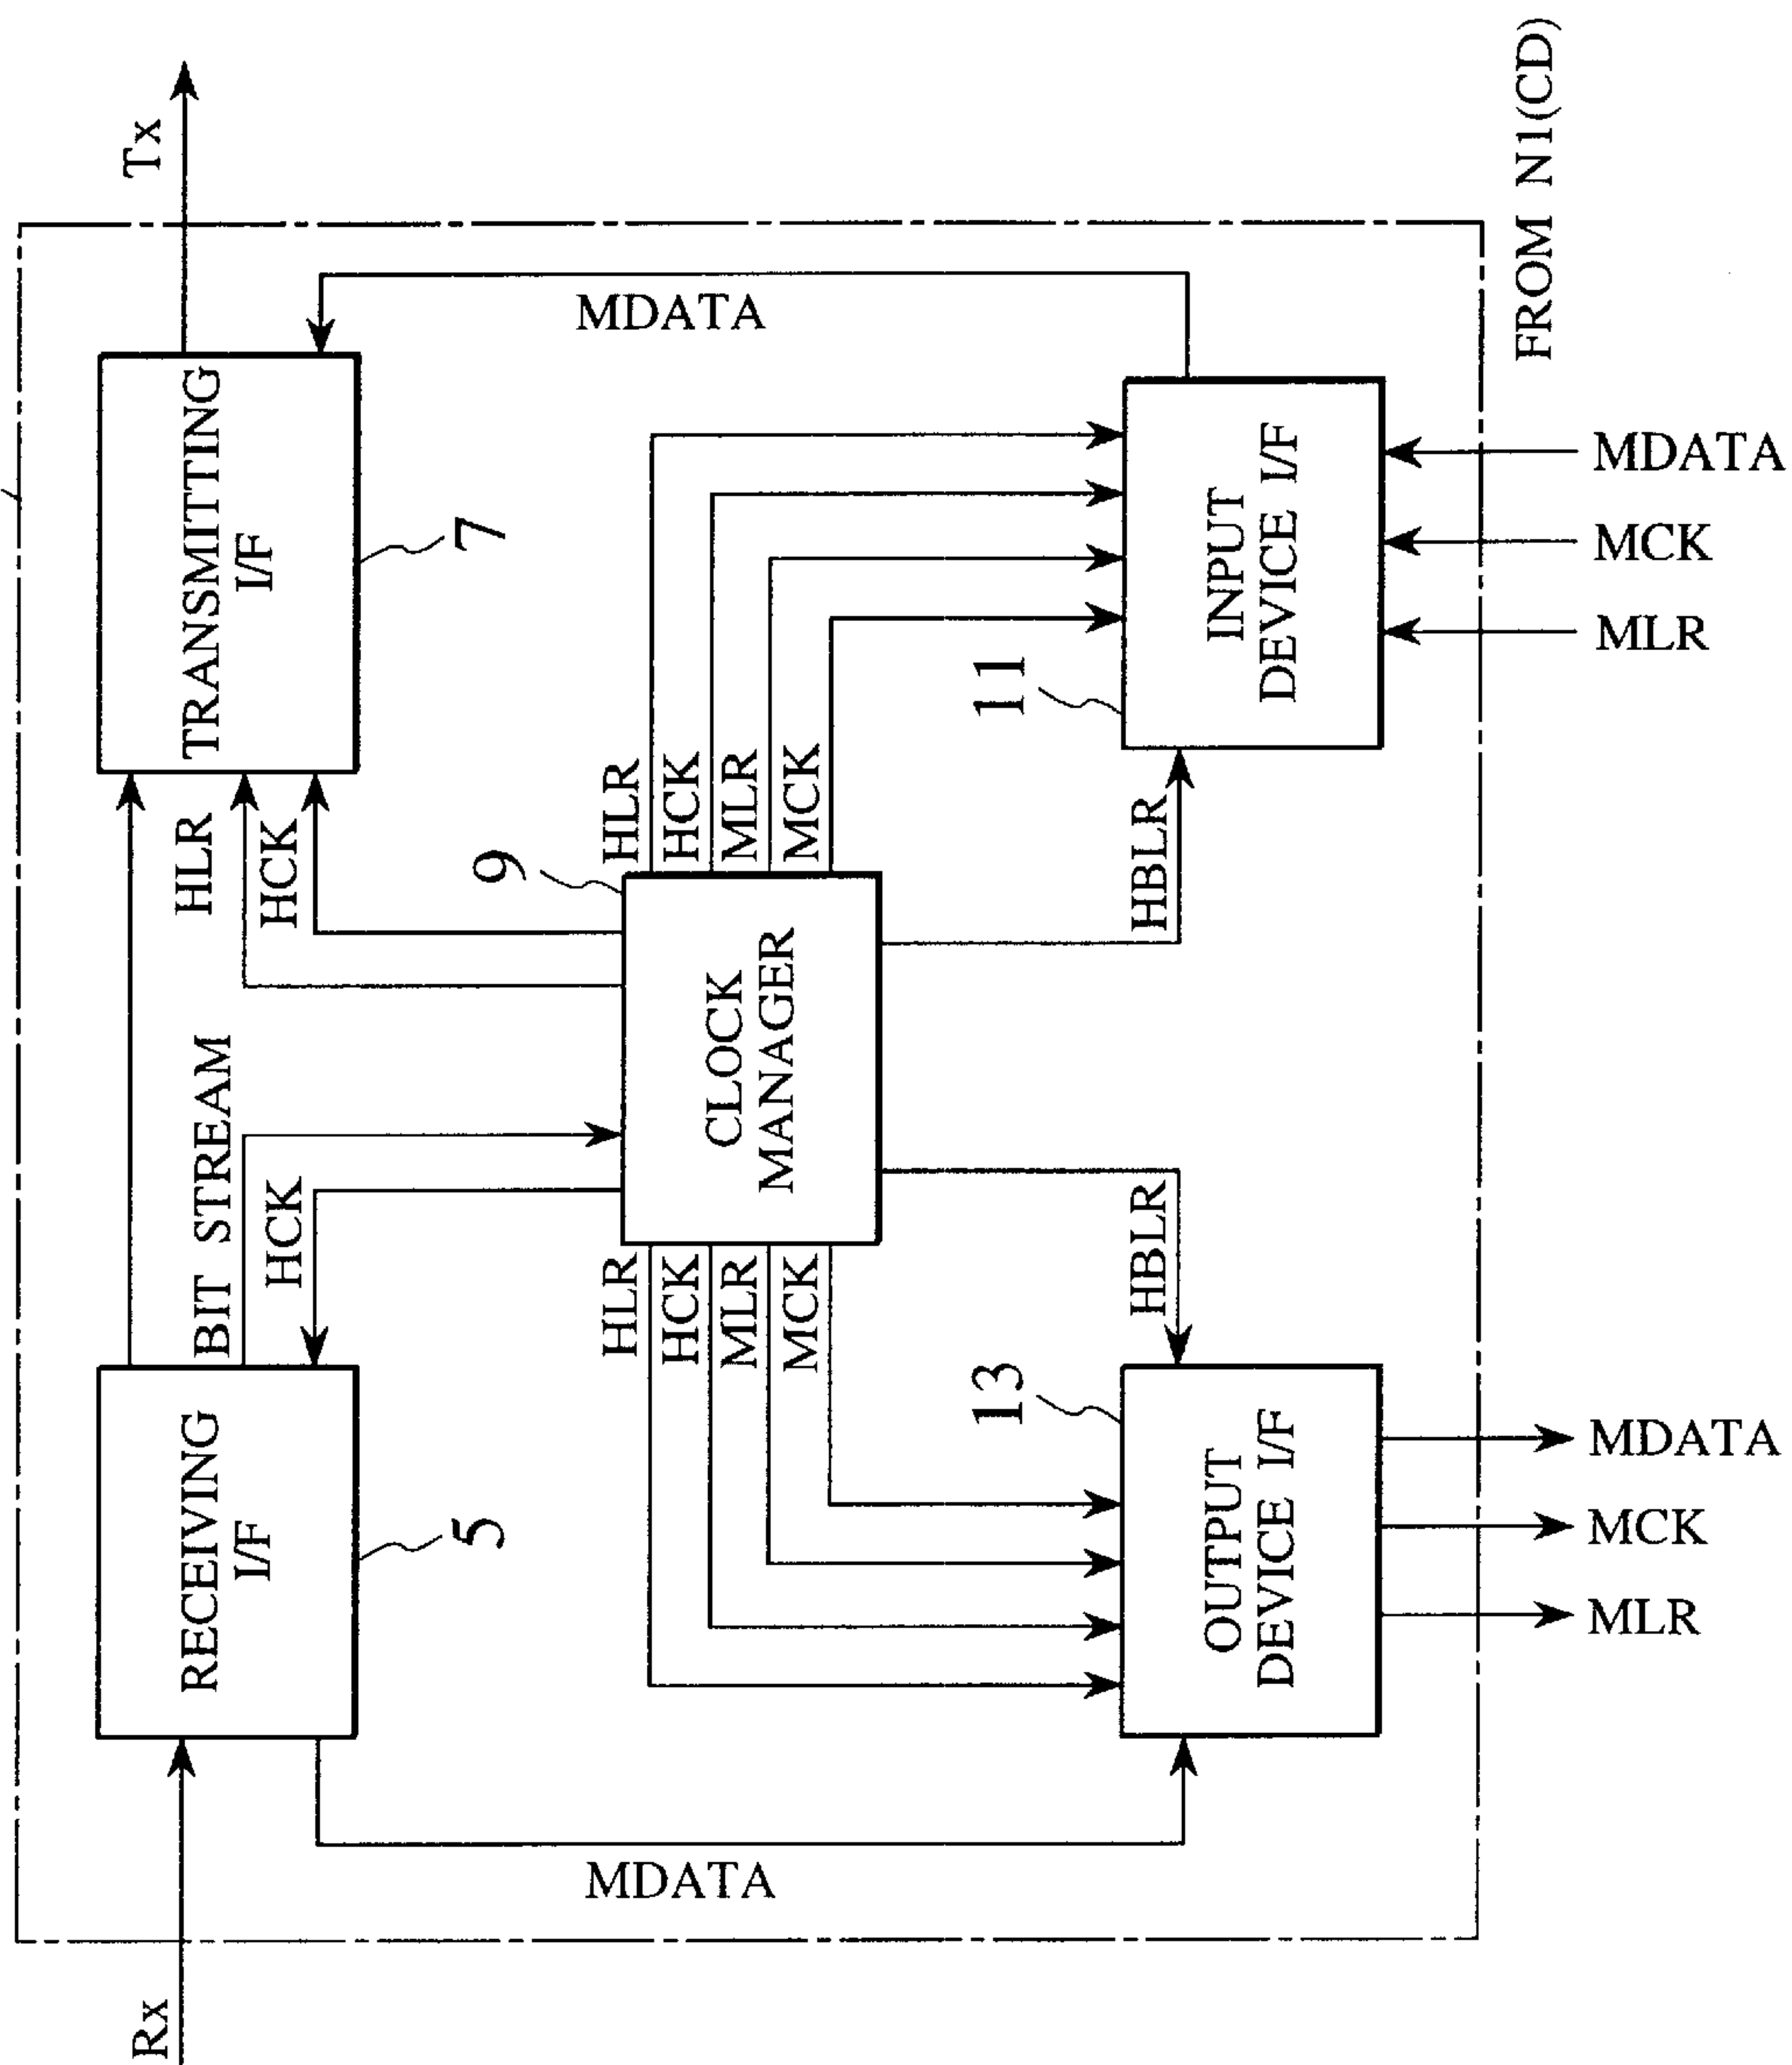 Rx
Tx
RECEIVING
I/F
5
TRANSMITTING
I/F
7
BIT STREAM
HCK
HLR
HCK
MDATA
MDATA
CLOCK
MANAGER
9
HLR
HCK
MLR
MCK
HLR
HCK
MLR
MCK
HBLR
HBLR
OUTPUT
DEVICE I/F
13
INPUT
DEVICE I/F
11
MLR
MCK
MDATA
MLR
MCK
MDATA
FROM N1(CD)